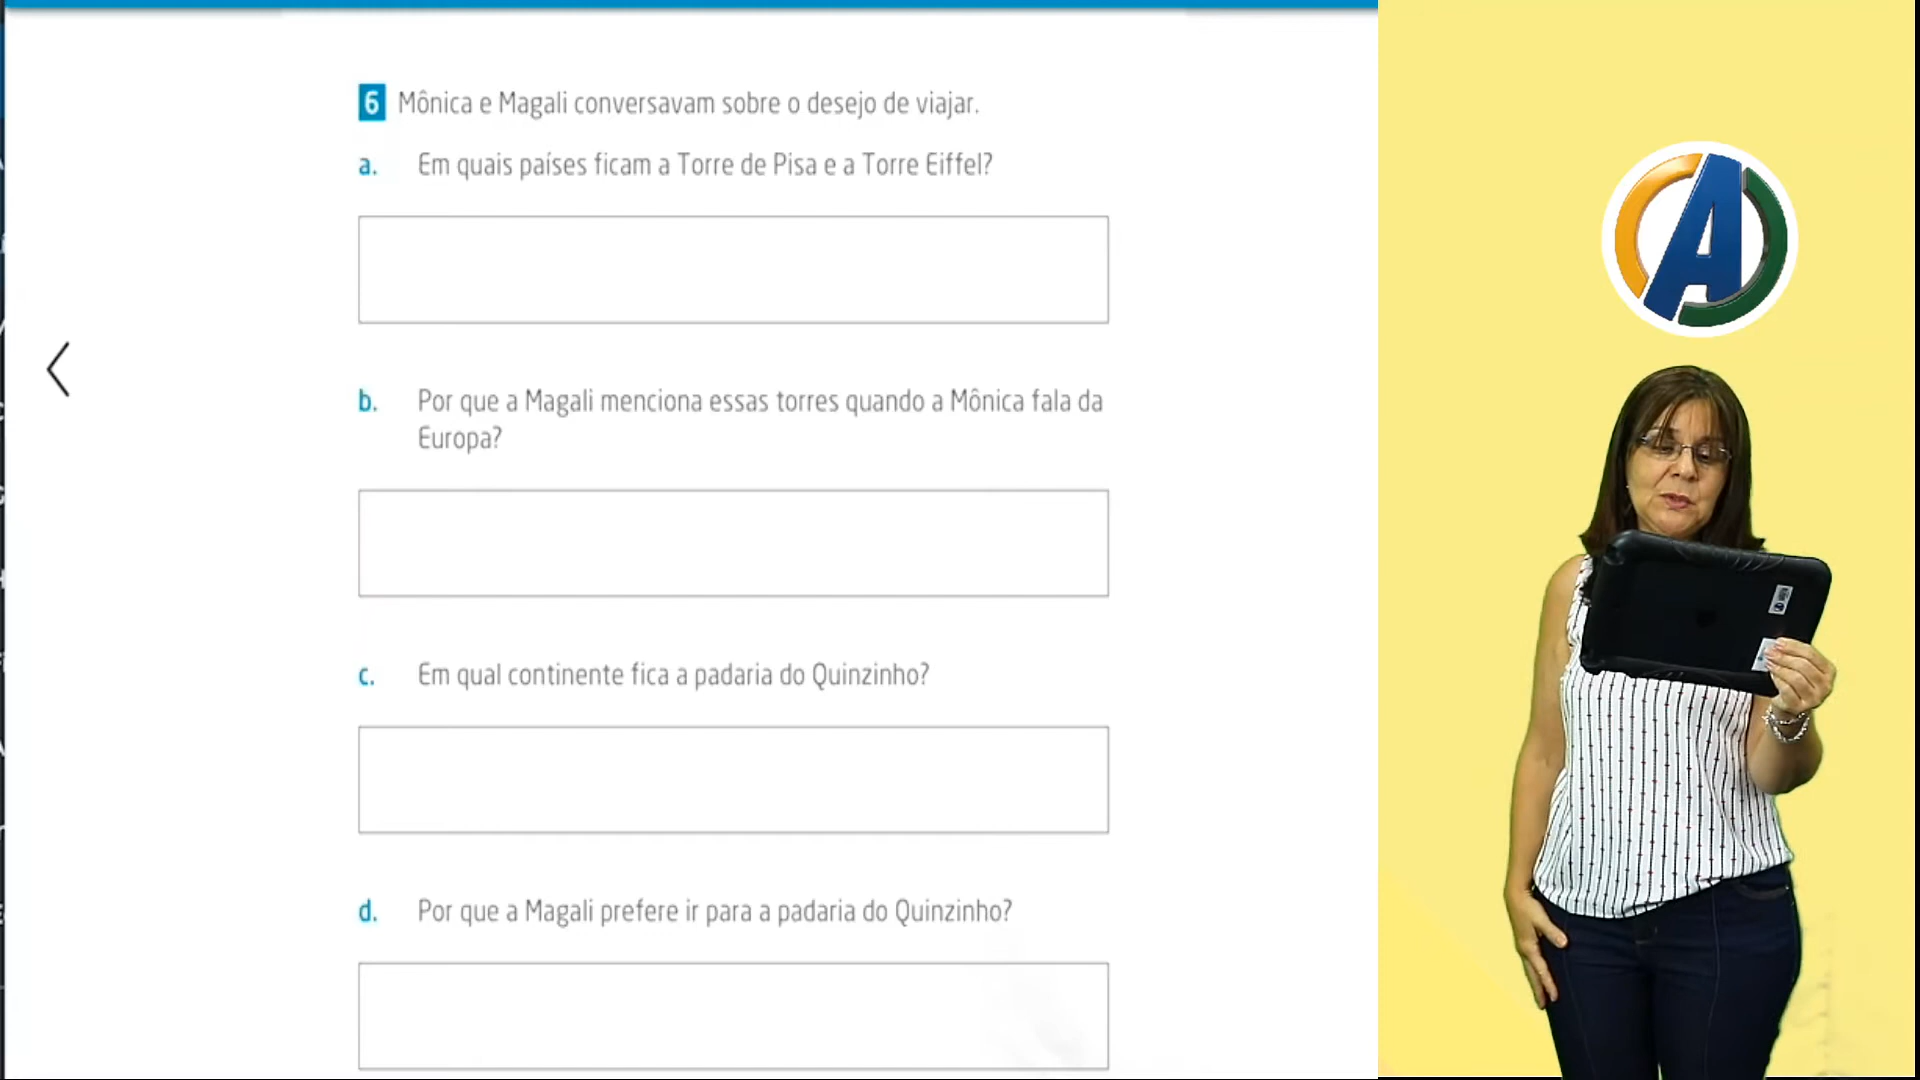 6 Mônica e Magali conversavam sobre o desejo de viajar.
a. Em quais países ficam a Torre de Pisa e a Torre Eiffel?
b. Por que a Magali menciona essas torres quando a Mônica fala da
Europa?
c. Em qual continente fica a padaria do Quinzinho?
d. Por que a Magali prefere ir para a padaria do Quinzinho?
A